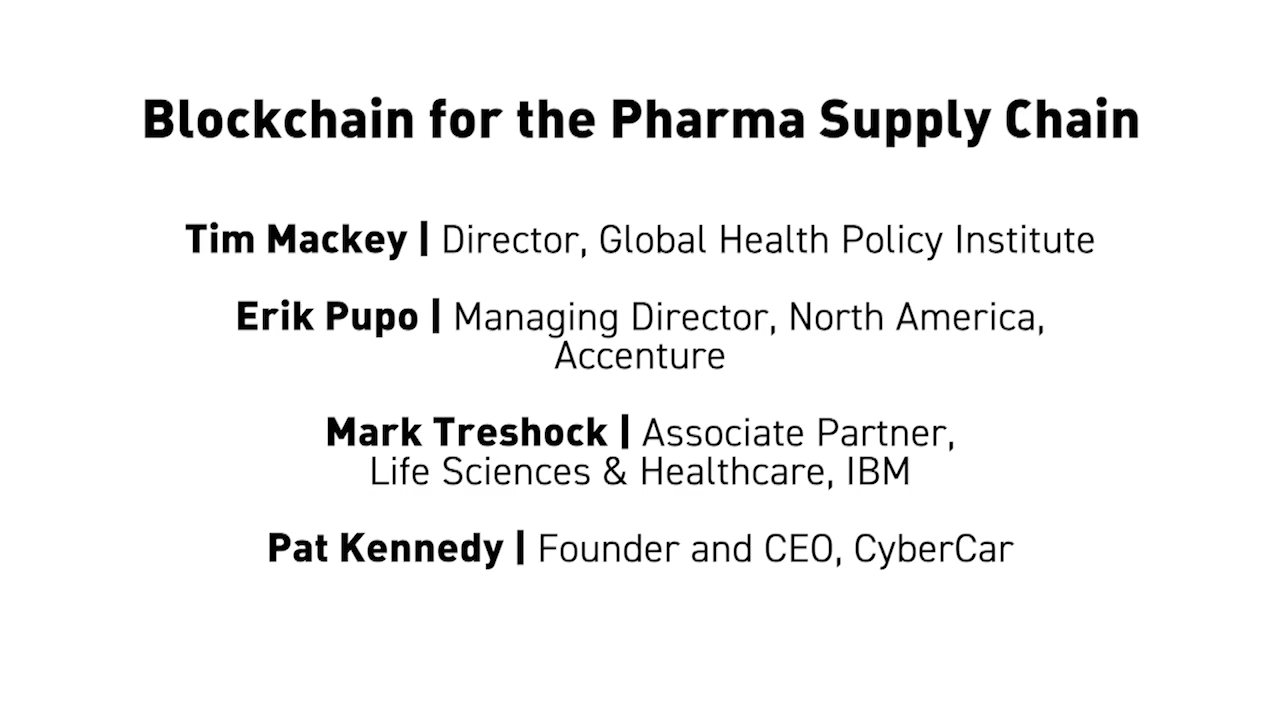 Blockchain for the Pharma Supply Chain
Tim Mackey | Director, Global Health Policy Institute
Erik Pupo | Managing Director, North America,
Accenture
Mark Treshock | Associate Partner,
Life Sciences & Healthcare, IBM
Pat Kennedy | Founder and CEO, CyberCar